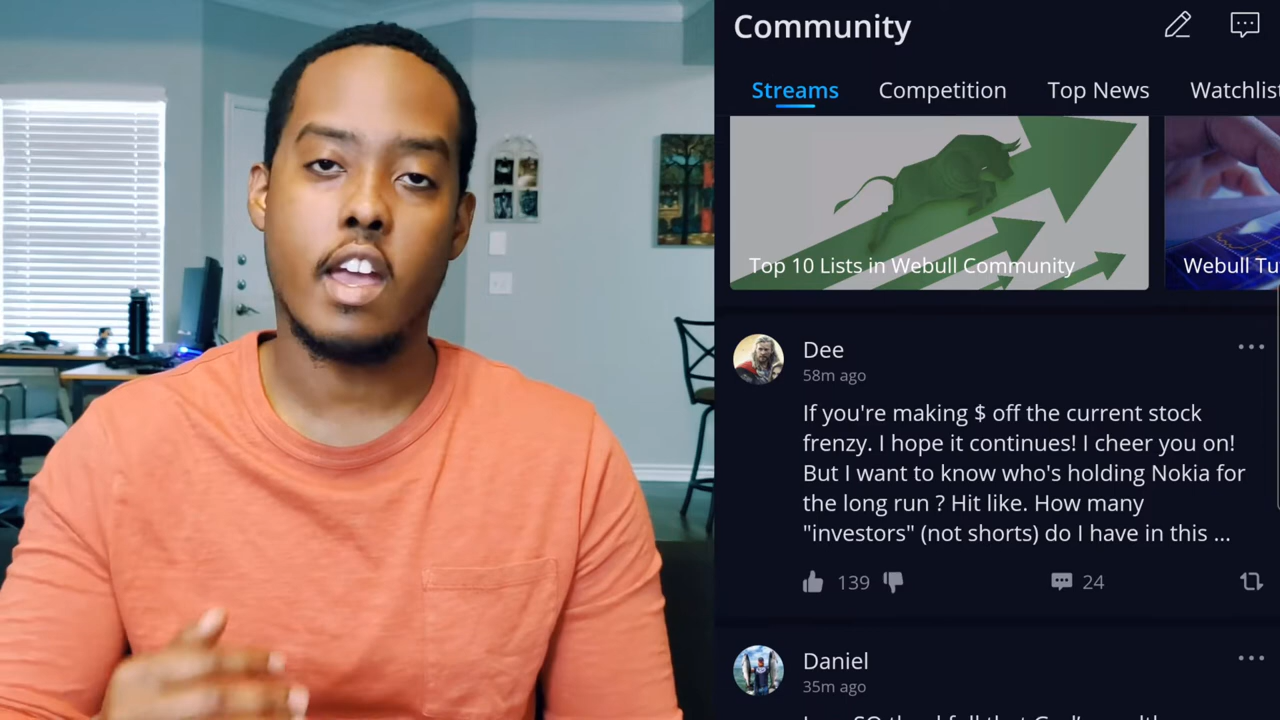 Community
Streams Competition Top News Watchlist
Top 10 Lists in Webull Community
Webull Tu
Dee
58m ago
If you're making $ off the current stock
frenzy. I hope it continues! I cheer you on!
But I want to know who's holding Nokia for
the long run ? Hit like. How many
"investors" (not shorts) do I have in this ...
139
24
Daniel
35m ago